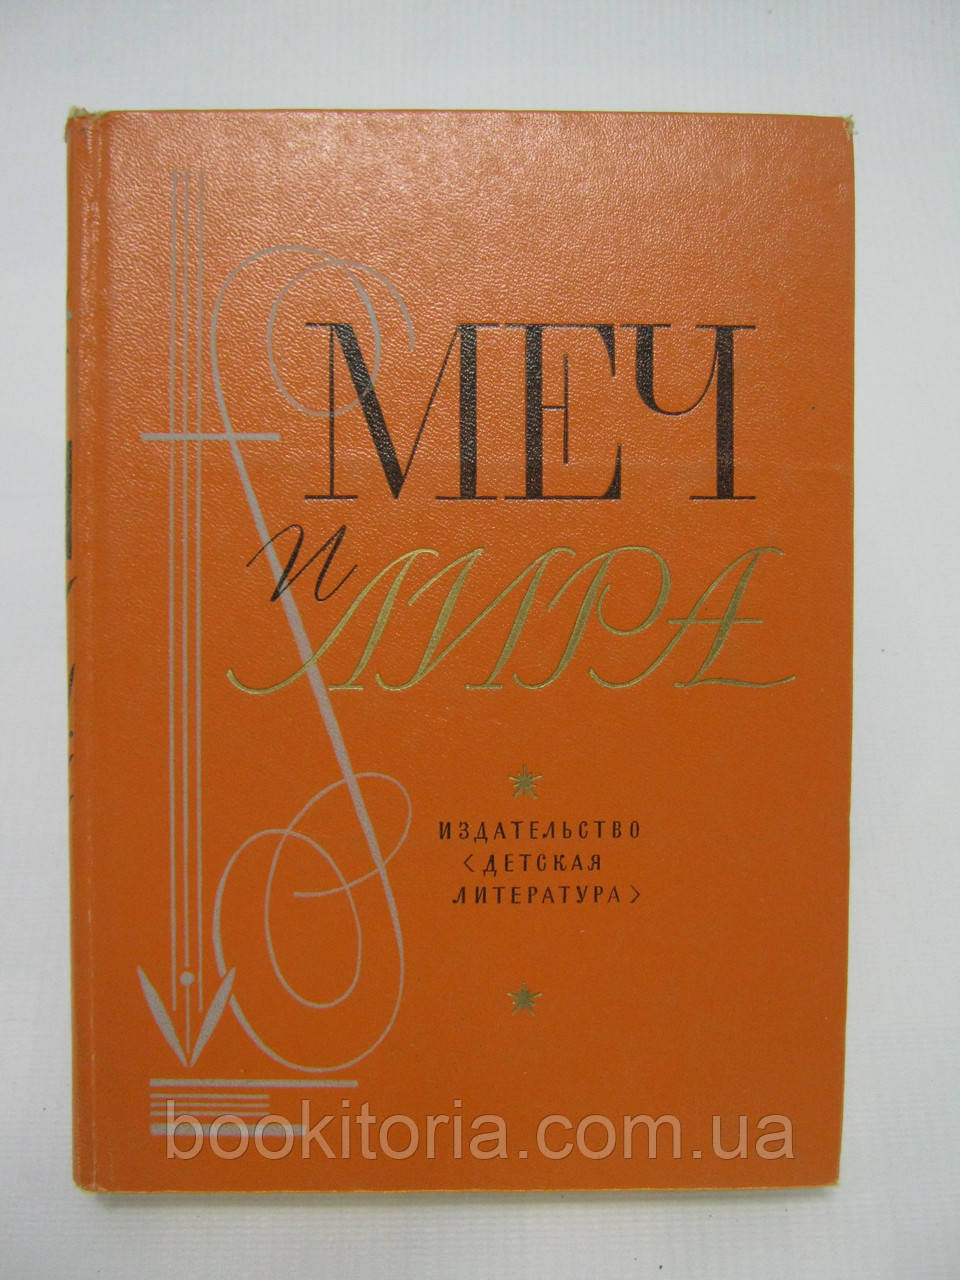 МЕЧ
и ЛИРА
ИЗДАТЕЛЬСТВО
<ДЕТСКАЯ
ЛИТЕРАТУРА>
bookitoria.com.ua